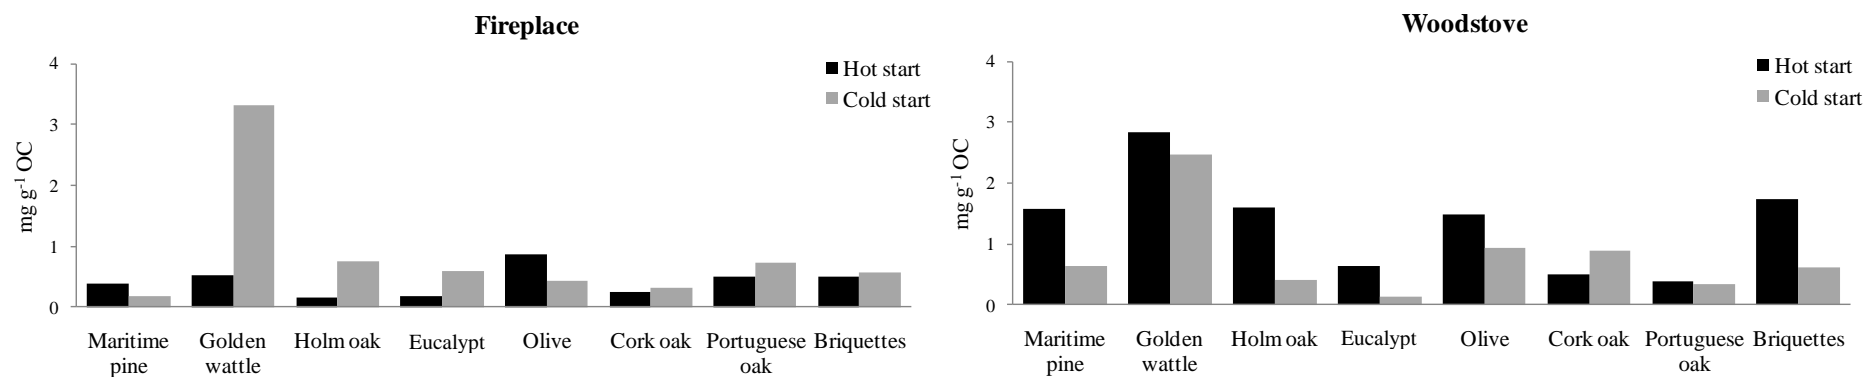 Fireplace
4
3
2
1
0
mg g-1 OC
Hot start
Cold start
Maritime pine
Golden wattle
Holm oak
Eucalypt
Olive
Cork oak
Portuguese oak
Briquettes
Woodstove
4
3
2
1
0
mg g-1 OC
Hot start
Cold start
Maritime pine
Golden wattle
Holm oak
Eucalypt
Olive
Cork oak
Portuguese oak
Briquettes